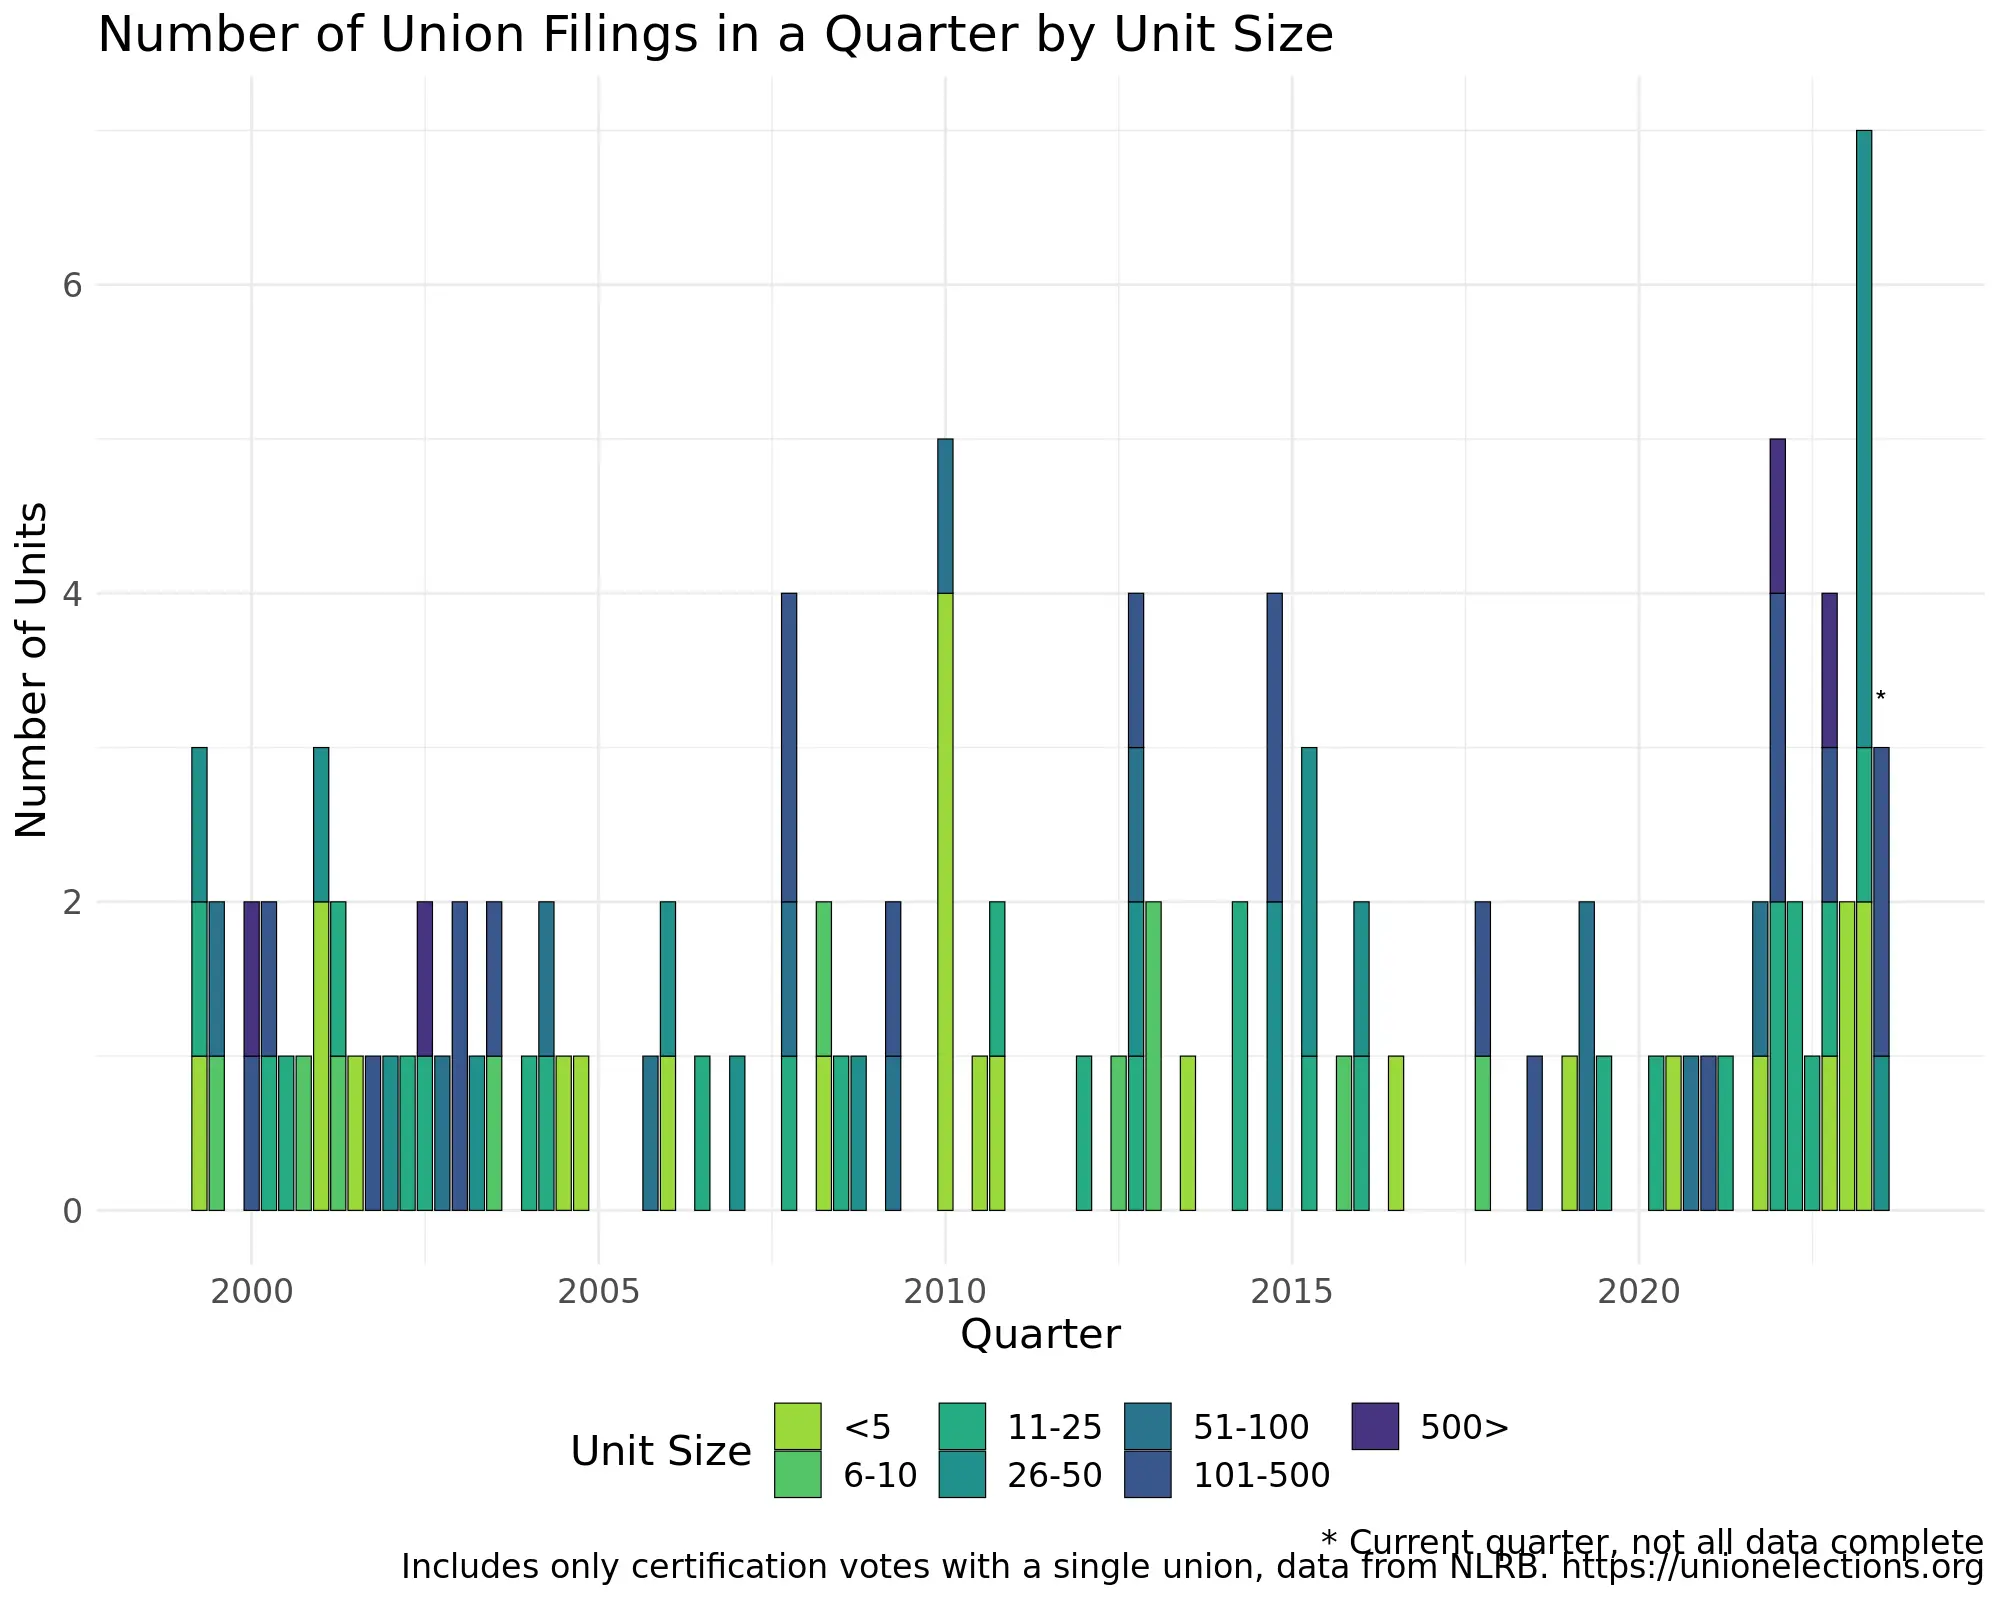 Number of Union Filings in a Quarter by Unit Size
Number of Units
6
4
2
0
*
2000 2005 2010 2015 2020
Quarter
Unit Size
<5 11-25 51-100 500>
6-10 26-50 101-500
* Current quarter, not all data complete
Includes only certification votes with a single union, data from NLRB. https://unionelections.org